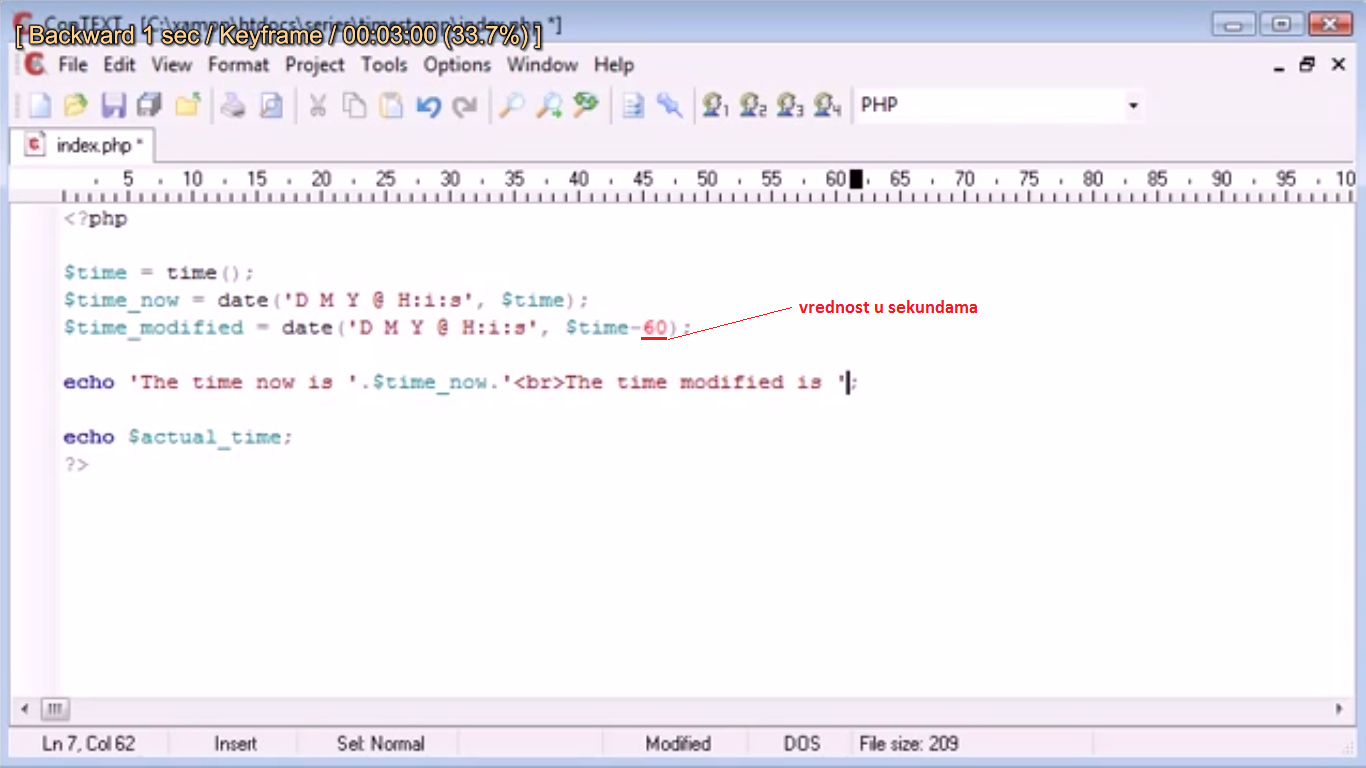 ConTEXT - [C:\xampp\htdocs\series\timestamp\index.php *]
[ Backward 1 sec / Keyframe / 00:03:00 (33.7%) ]
File Edit View Format Project Tools Options Window Help
1 2 3 4 PHP
index.php *
5 10 15 20 25 30 35 40 45 50 55 60 65 70 75 80 85 90 95 10
<?php
$time = time();
$time_now = date('D M Y @ H:i:s', $time);
vrednost u sekundama
$time_modified = date('D M Y @ H:i:s', $time-60);
echo 'The time now is '.$time_now.'<br>The time modified is ';
echo $actual_time;
?>
Ln 7, Col 62 Insert Sel: Normal Modified DOS File size: 209